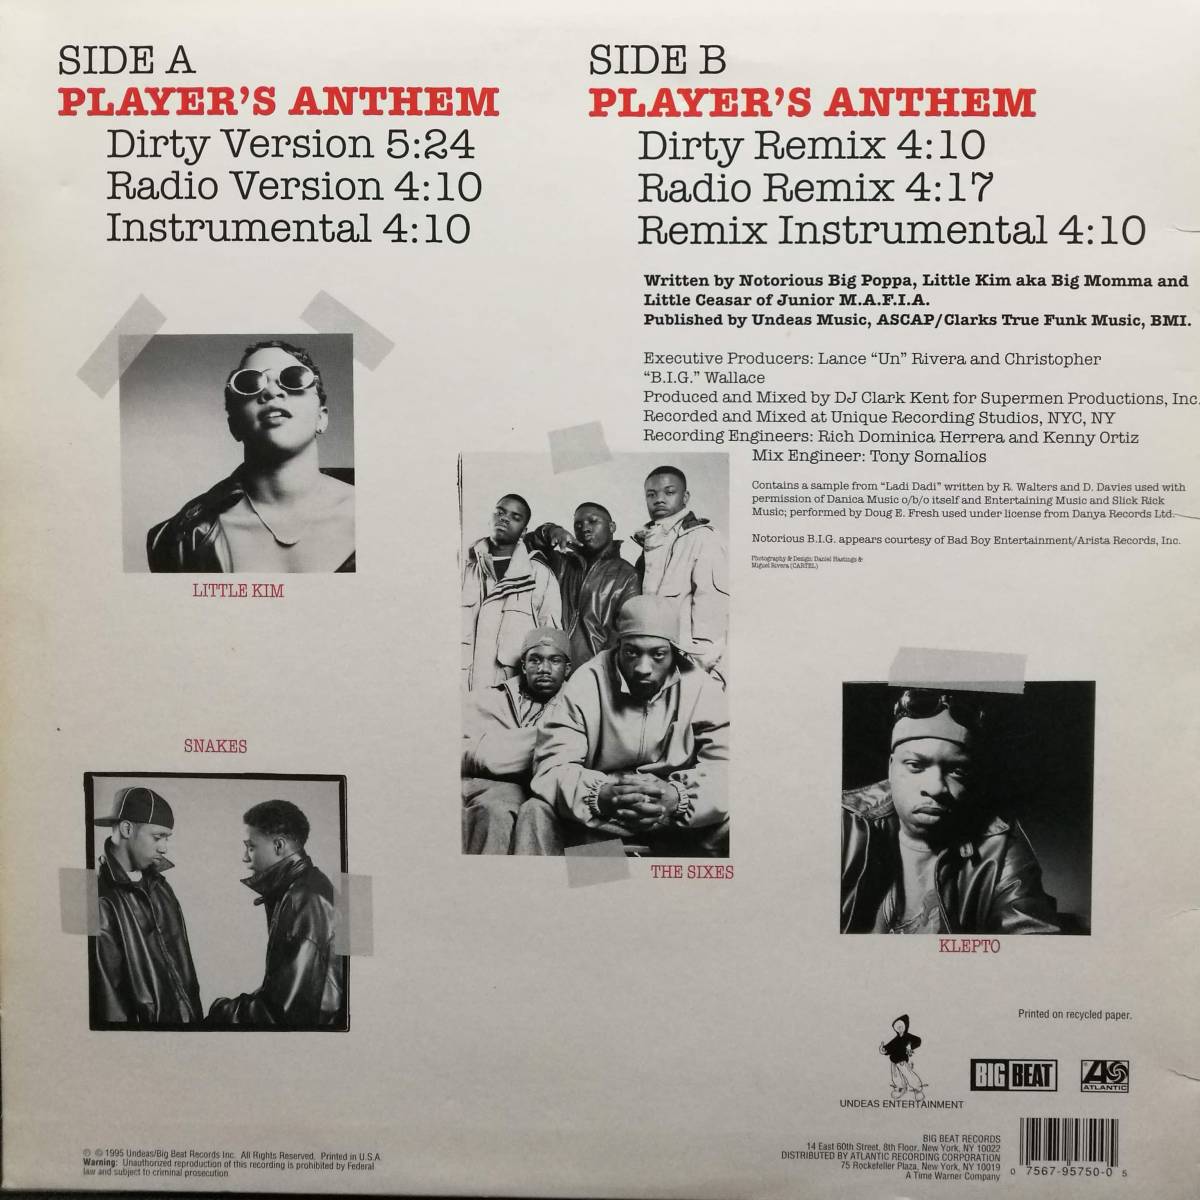 SIDE A
PLAYER'S ANTHEM
Dirty Version 5:24
Radio Version 4:10
Instrumental 4:10
SIDE B
PLAYER'S ANTHEM
Dirty Remix 4:10
Radio Remix 4:17
Remix Instrumental 4:10
Written by Notorious Big Poppa, Little Kim aka Big Momma and
Little Ceasar of Junior M.A.F.I.A.
Published by Undeas Music, ASCAP/Clarks True Funk Music, BMI.
Executive Producers: Lance "Un" Rivera and Christopher
"B.I.G." Wallace
Produced and Mixed by DJ Clark Kent for Supermen Productions, Inc.
Recorded and Mixed at Unique Recording Studios, NYC, NY
Recording Engineers: Rich Dominica Herrera and Kenny Ortiz
Mix Engineer: Tony Somalios
Contains a sample from "Ladi Dadi" written by R. Walters and D. Davies used with
permission of Danica Music o/b/o itself and Entertaining Music and Slick Rick
Music; performed by Doug E. Fresh used under license from Danya Records Ltd.
Notorious B.I.G. appears courtesy of Bad Boy Entertainment/Arista Records, Inc.
Photography & Design: Daniel Hastings &
Miguel Rivera (CARTEL)
LITTLE KIM
SNAKES
THE SIXES
KLEPTO
Printed on recycled paper.
UNDEAS ENTERTAINMENT
BIG BEAT
ATLANTIC
℗ © 1995 Undeas/Big Beat Records Inc. All Rights Reserved. Printed in U.S.A.
Warning: Unauthorized reproduction of this recording is prohibited by Federal
law and subject to criminal prosecution.
BIG BEAT RECORDS
14 East 60th Street, 8th Floor, New York, NY 10022
DISTRIBUTED BY ATLANTIC RECORDING CORPORATION
75 Rockefeller Plaza, New York, NY 10019
A Time Warner Company
0 7567-95750-0 5